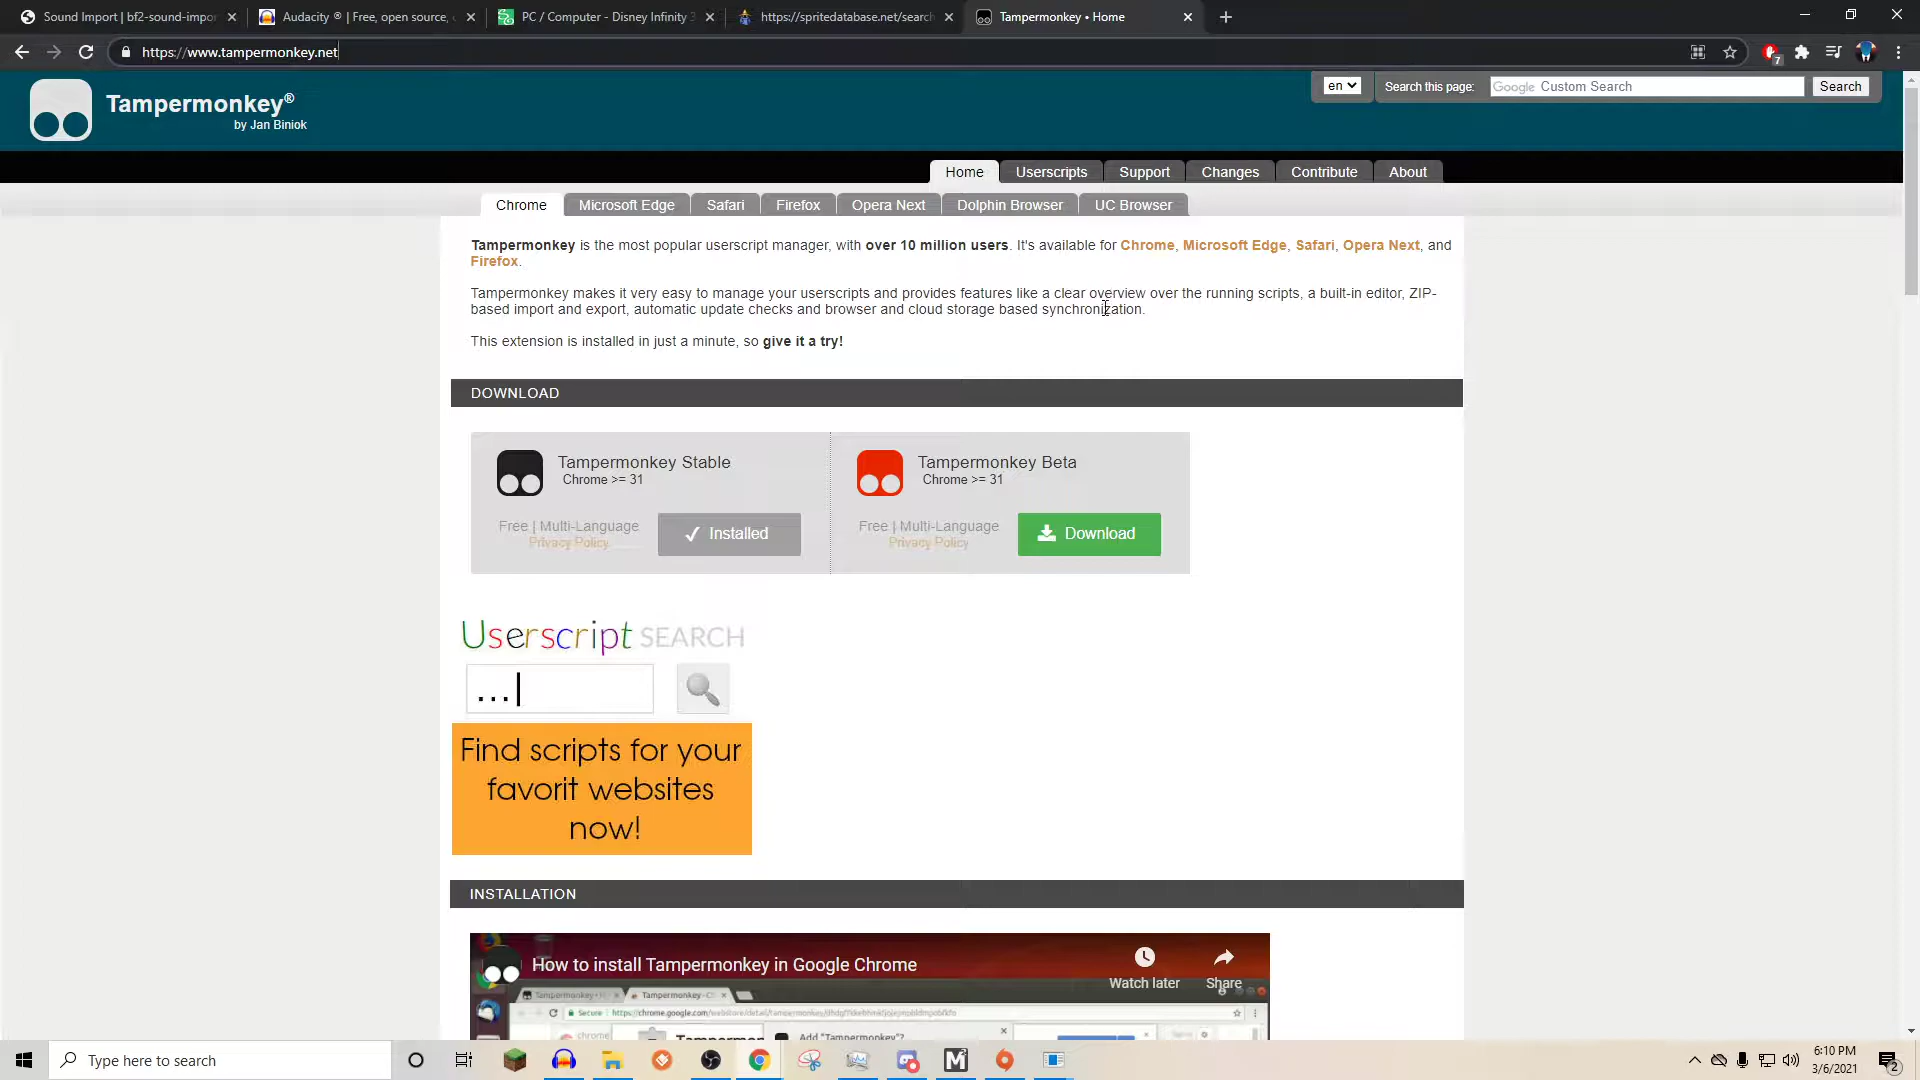 Sound Import | bf2-sound-impor
Audacity ® | Free, open source,
PC / Computer - Disney Infinity 3
https://spritedatabase.net/search
Tampermonkey • Home
https://www.tampermonkey.net
7
Tampermonkey®
by Jan Biniok
en
Search this page:
Google Custom Search
Search
Home
Userscripts
Support
Changes
Contribute
About
Chrome
Microsoft Edge
Safari
Firefox
Opera Next
Dolphin Browser
UC Browser
Tampermonkey is the most popular userscript manager, with over 10 million users. It's available for Chrome, Microsoft Edge, Safari, Opera Next, and
Firefox.
Tampermonkey makes it very easy to manage your userscripts and provides features like a clear overview over the running scripts, a built-in editor, ZIP-
based import and export, automatic update checks and browser and cloud storage based synchronization.
This extension is installed in just a minute, so give it a try!
DOWNLOAD
Tampermonkey Stable
Chrome >= 31
Free | Multi-Language
Privacy Policy
Installed
Tampermonkey Beta
Chrome >= 31
Free | Multi-Language
Privacy Policy
Download
Userscript SEARCH
...
Find scripts for your
favorit websites
now!
INSTALLATION
How to install Tampermonkey in Google Chrome
Watch later
Share
Tampermonkey
Secure
Add "Tampermonkey"?
Type here to search
6:10 PM
3/6/2021
2